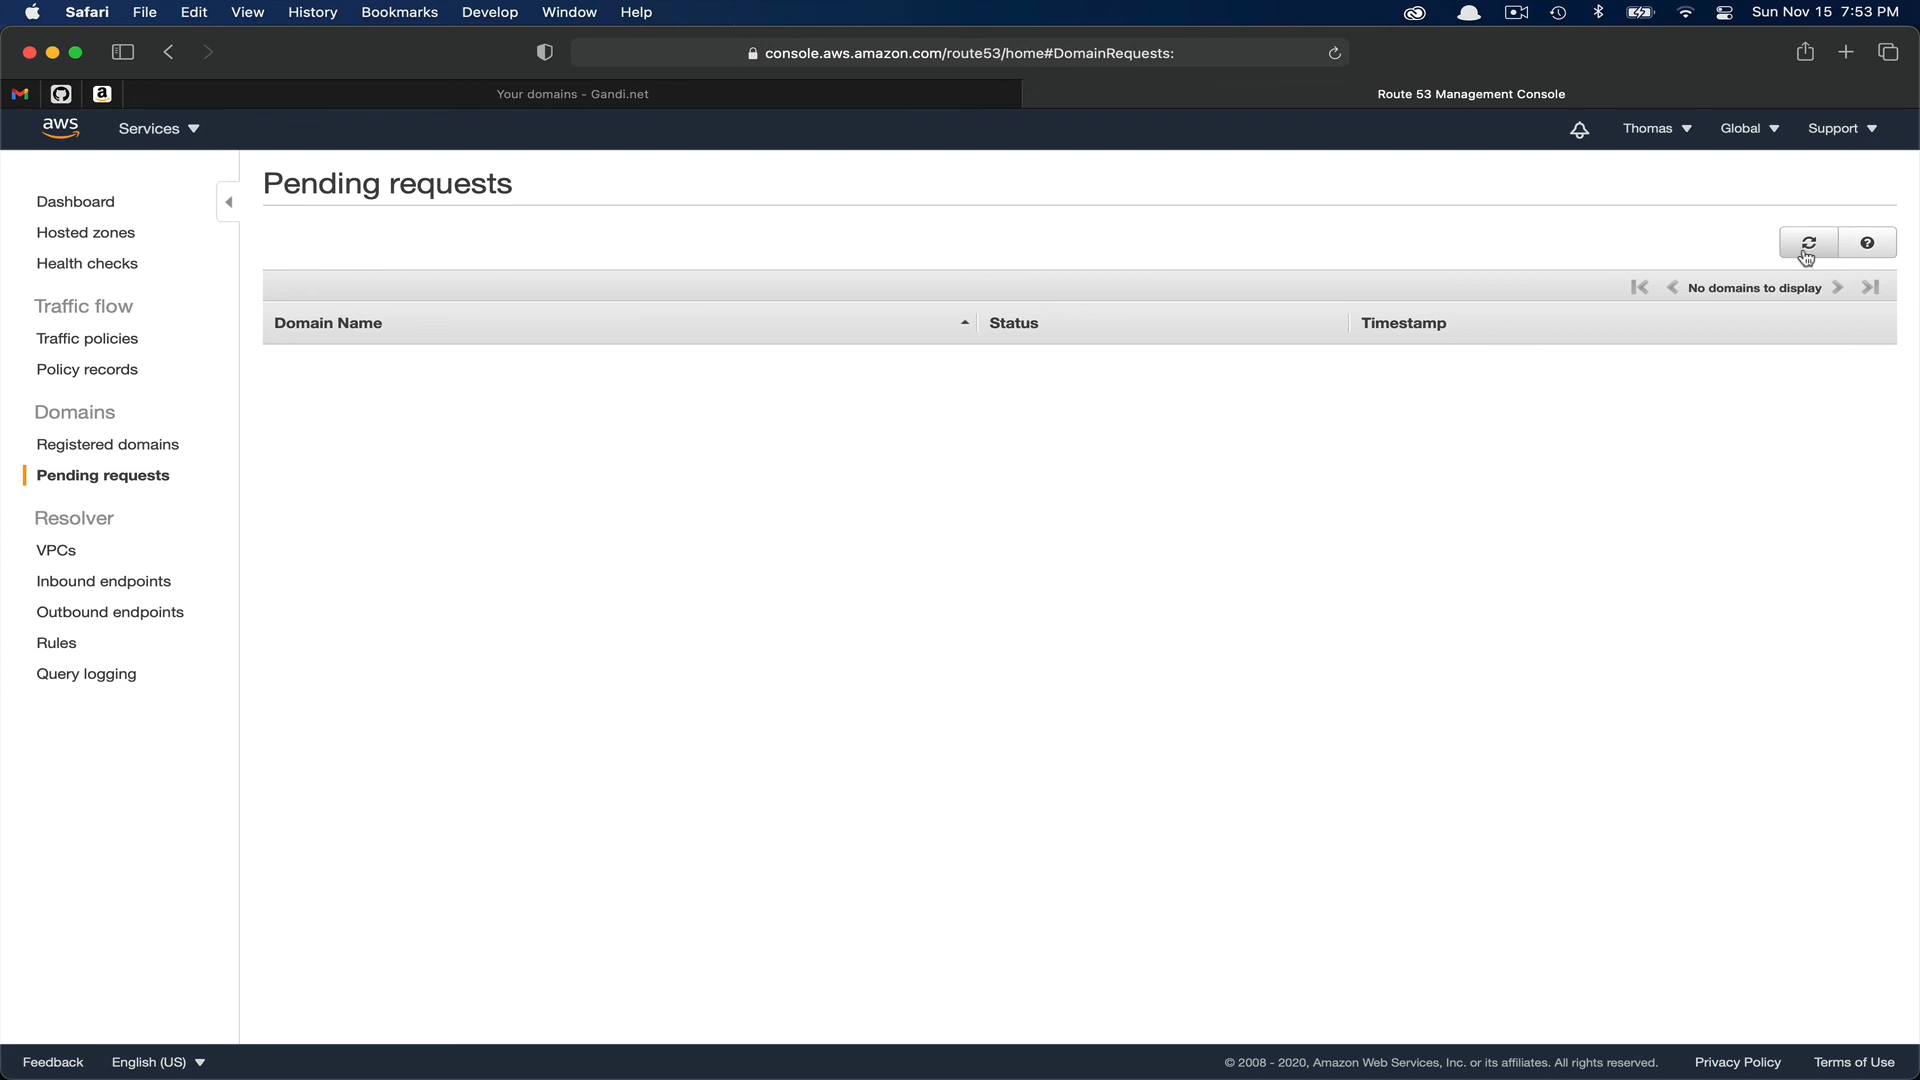 Safari File Edit View History Bookmarks Develop Window Help Sun Nov 15 7:53 PM
console.aws.amazon.com/route53/home#DomainRequests:
Your domains - Gandi.net Route 53 Management Console
aws Services Thomas Global Support
Pending requests
Dashboard
Hosted zones
Health checks
Traffic flow
Traffic policies
Policy records
Domains
Registered domains
Pending requests
Resolver
VPCs
Inbound endpoints
Outbound endpoints
Rules
Query logging
No domains to display
Domain Name Status Timestamp
Feedback English (US) © 2008 - 2020, Amazon Web Services, Inc. or its affiliates. All rights reserved. Privacy Policy Terms of Use